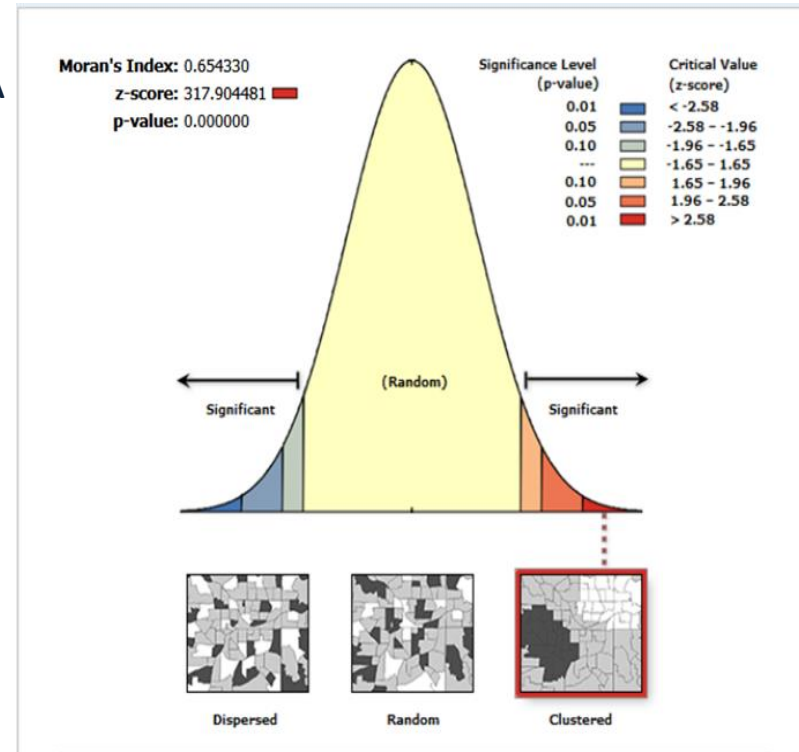 A
Moran's Index: 0.654330
z-score: 317.904481
p-value: 0.000000
Significance Level
(p-value)
Critical Value
(z-score)
0.01 < -2.58
0.05 -2.58 – -1.96
0.10 -1.96 – -1.65
--- -1.65 – 1.65
0.10 1.65 – 1.96
0.05 1.96 – 2.58
0.01 > 2.58
(Random)
Significant
Significant
Dispersed
Random
Clustered